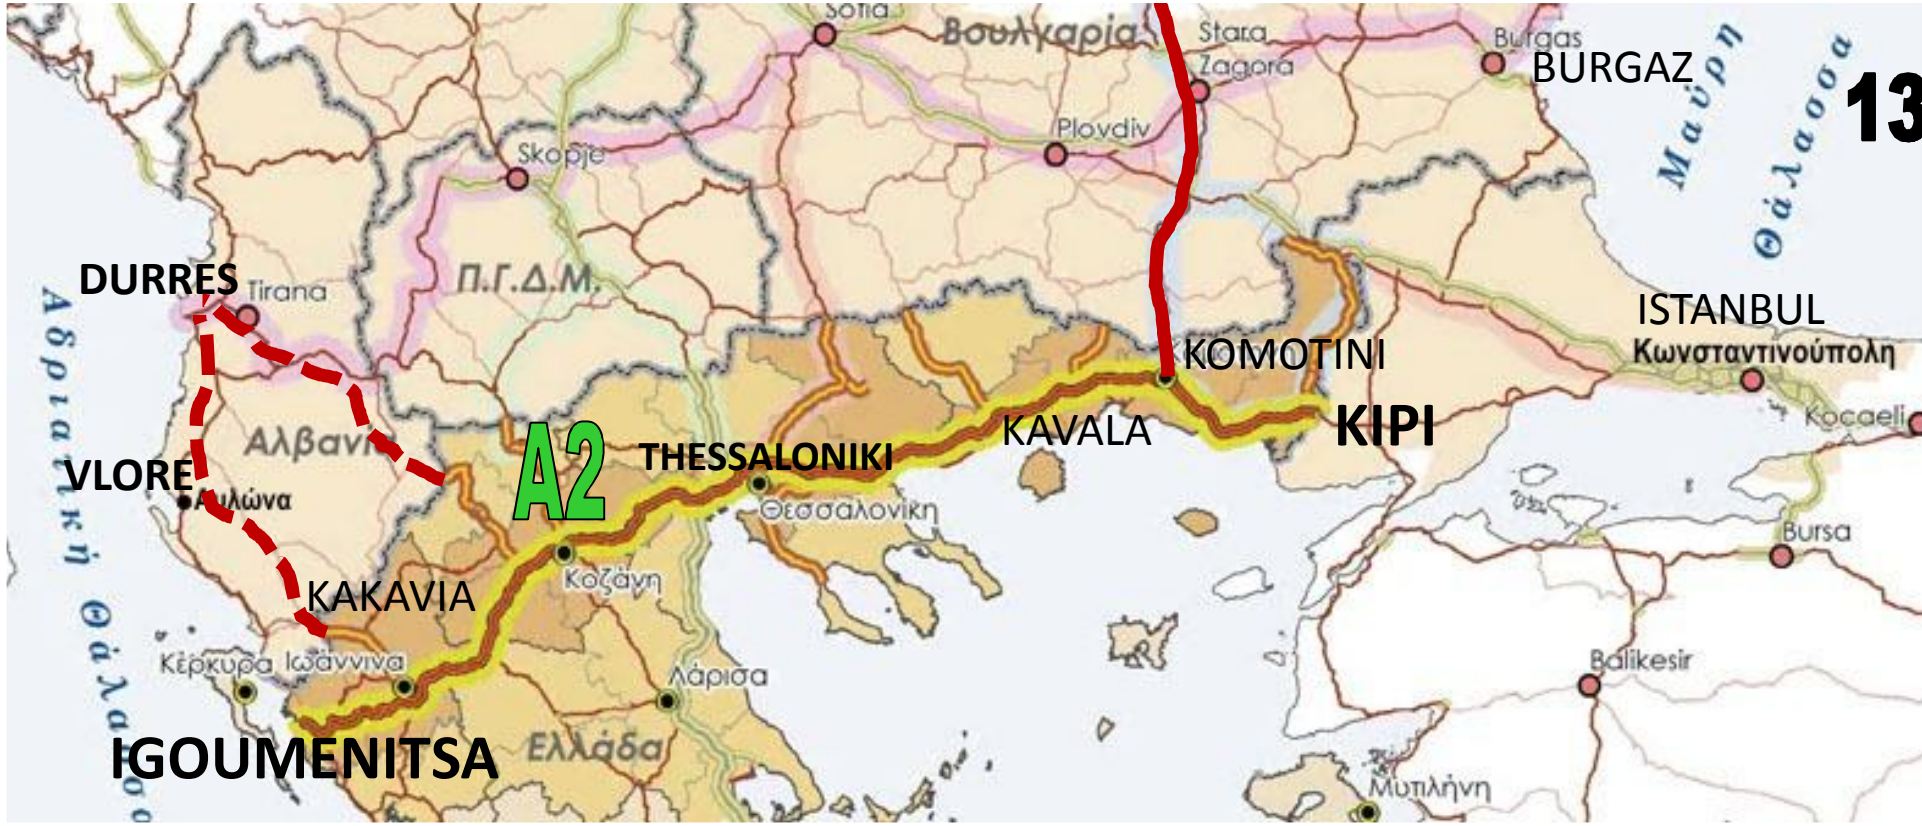 Sofia
Βουλγαρία
Stara
Zagora
Burgas
BURGAZ
Μαύρη
Θάλασσα
13
Plovdiv
Skopje
DURRES
Tirana
Π.Γ.Δ.Μ.
ISTANBUL
Κωνσταντινούπολη
KOMOTINI
Kocaeli
Αδριατική Θάλασσα
Αλβανία
A2
THESSALONIKI
KAVALA
KIPI
VLORE
Αυλώνα
Θεσσαλονίκη
Bursa
Κοζάνη
KAKAVIA
Κέρκυρα
Ιωάννινα
Λάρισα
Balikesir
IGOUMENITSA
Ελλάδα
Μυτιλήνη